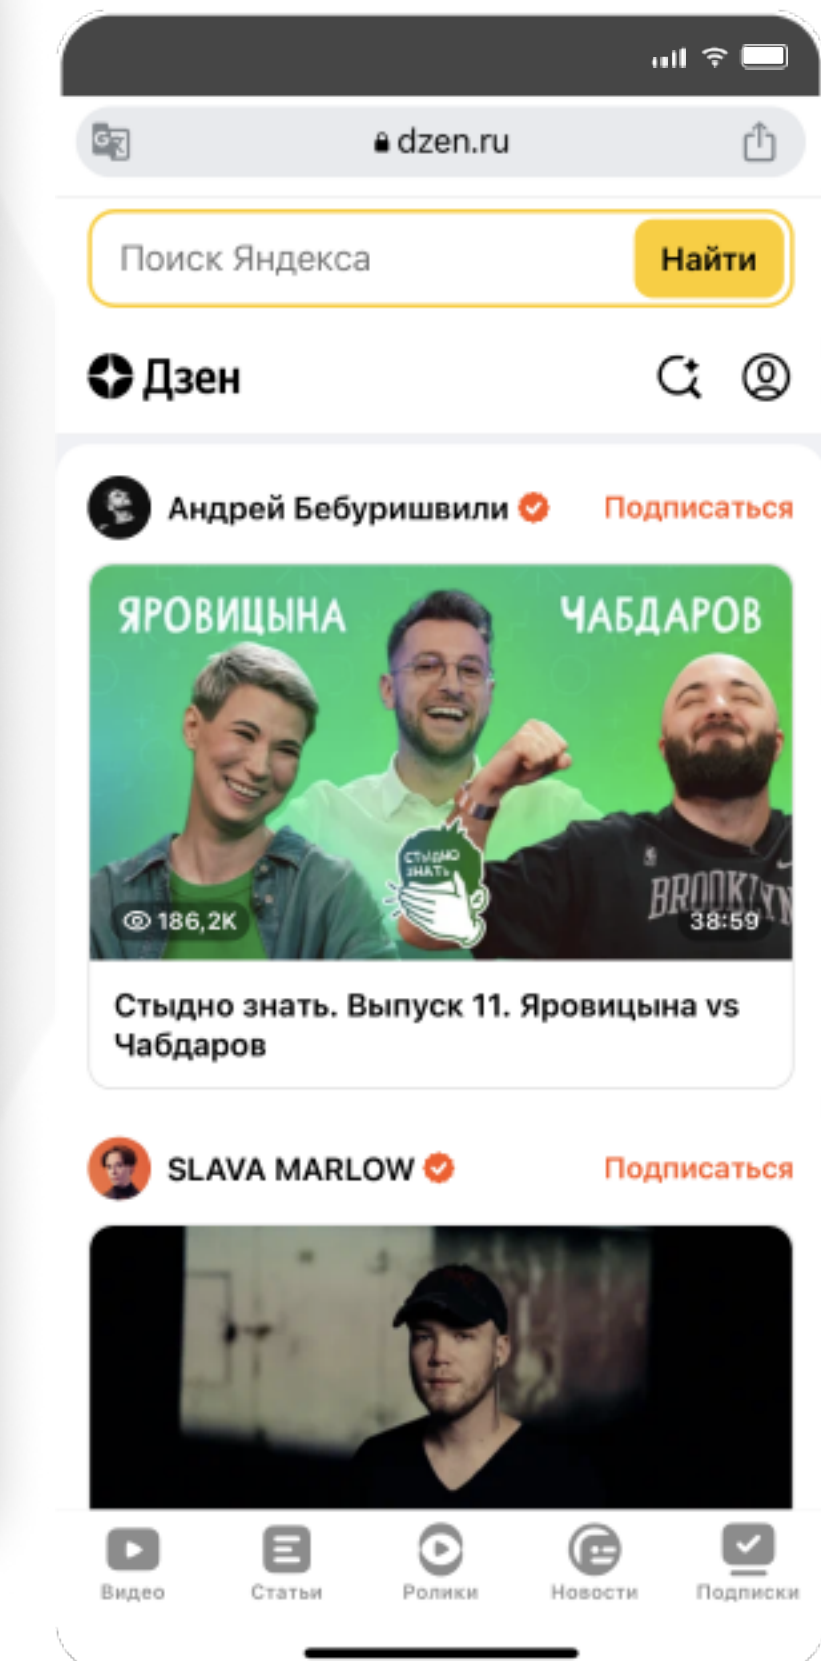 dzen.ru
Поиск Яндекса
Найти
Дзен
Андрей Бебуришвили
Подписаться
ЯРОВИЦЫНА
ЧАБДАРОВ
СТЫДНО
ЗНАТЬ
BROOKLYN
186,2K
38:59
Стыдно знать. Выпуск 11. Яровицына vs
Чабдаров
SLAVA MARLOW
Подписаться
Видео
Статьи
Ролики
Новости
Подписки